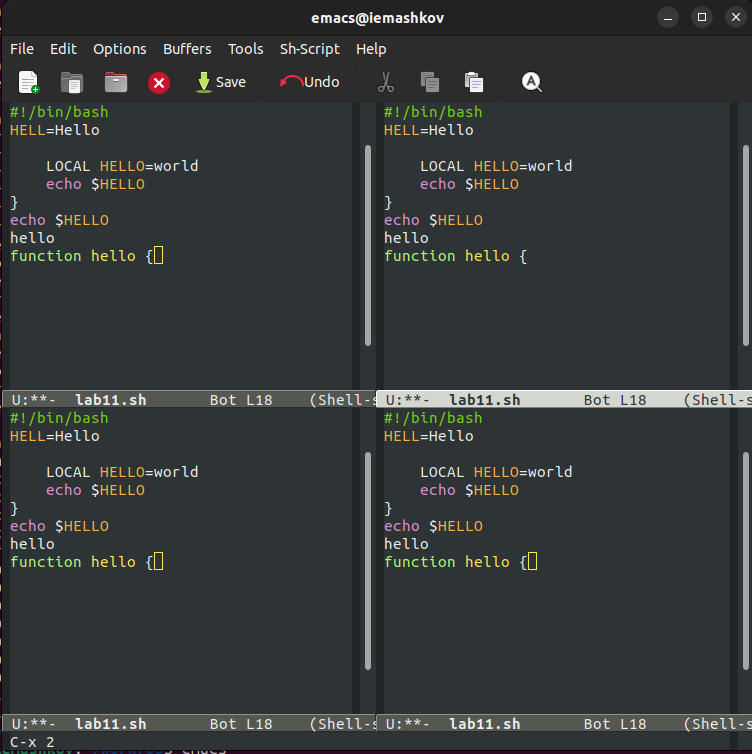 emacs@iemashkov
File Edit Options Buffers Tools Sh-Script Help
Save Undo
#!/bin/bash
HELL=Hello
LOCAL HELLO=world
echo $HELLO
}
echo $HELLO
hello
function hello {
U:**- lab11.sh Bot L18 (Shell-s
#!/bin/bash
HELL=Hello
LOCAL HELLO=world
echo $HELLO
}
echo $HELLO
hello
function hello {
U:**- lab11.sh Bot L18 (Shell-s
#!/bin/bash
HELL=Hello
LOCAL HELLO=world
echo $HELLO
}
echo $HELLO
hello
function hello {
U:**- lab11.sh Bot L18 (Shell-s
#!/bin/bash
HELL=Hello
LOCAL HELLO=world
echo $HELLO
}
echo $HELLO
hello
function hello {
U:**- lab11.sh Bot L18 (Shell-s
C-x 2